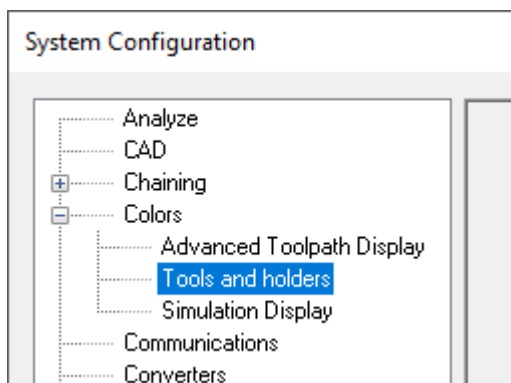 System Configuration
Analyze
CAD
Chaining
Colors
Advanced Toolpath Display
Tools and holders
Simulation Display
Communications
Converters